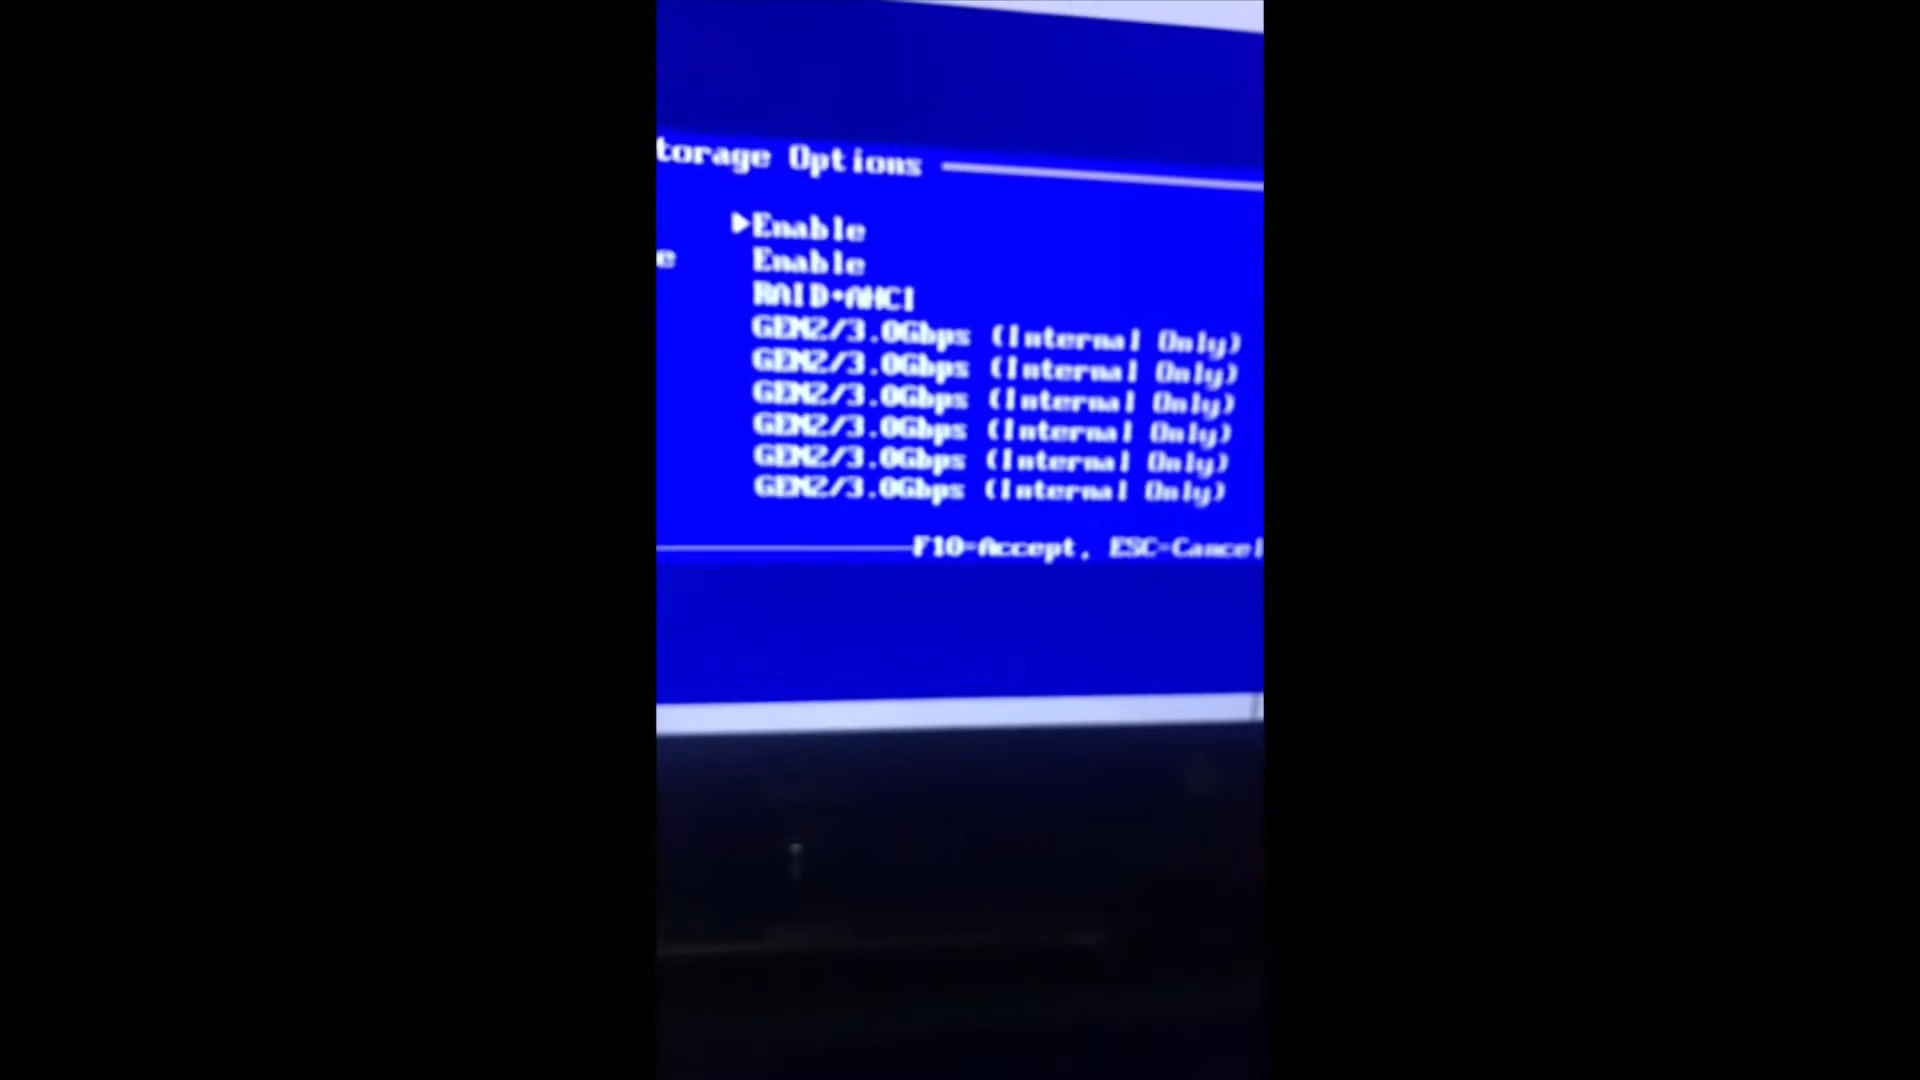 torage Options
Enable
e Enable
RAID+AHCI
GEN2/3.0Gbps (Internal Only)
GEN2/3.0Gbps (Internal Only)
GEN2/3.0Gbps (Internal Only)
GEN2/3.0Gbps (Internal Only)
GEN2/3.0Gbps (Internal Only)
GEN2/3.0Gbps (Internal Only)
F10=Accept, ESC=Cancel